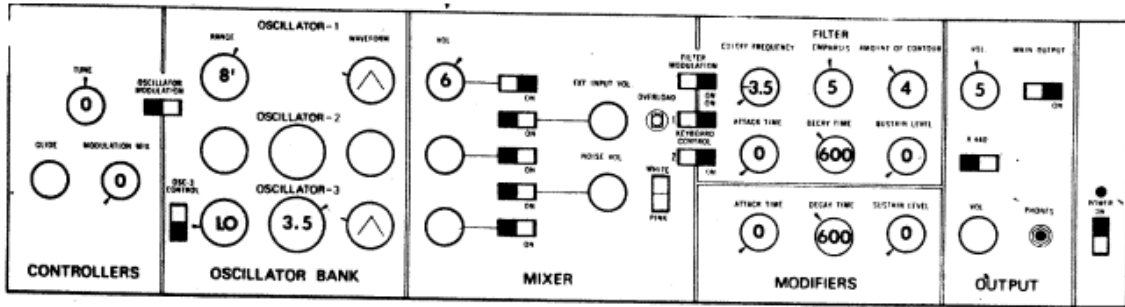 CONTROLLERS
TUNE
0
GLIDE
MODULATION MIX
0
OSCILLATOR BANK
OSCILLATOR MODULATION
OSCILLATOR-1
RANGE
8'
WAVEFORM
OSCILLATOR-2
OSC-3 CONTROL
OSCILLATOR-3
LO
3.5
MIXER
VOL
6
ON
ON
ON
ON
ON
EXT INPUT VOL
OVERLOAD
NOISE VOL
WHITE
PINK
MODIFIERS
FILTER MODULATION
ON
ON
1
KEYBOARD CONTROL
2
ON
FILTER
CUTOFF FREQUENCY
EMPHASIS
AMOUNT OF CONTOUR
-3.5
5
4
ATTACK TIME
DECAY TIME
SUSTAIN LEVEL
0
600
0
ATTACK TIME
DECAY TIME
SUSTAIN LEVEL
0
600
0
OUTPUT
VOL
MAIN OUTPUT
5
ON
A 440
VOL
PHONES
POWER
ON